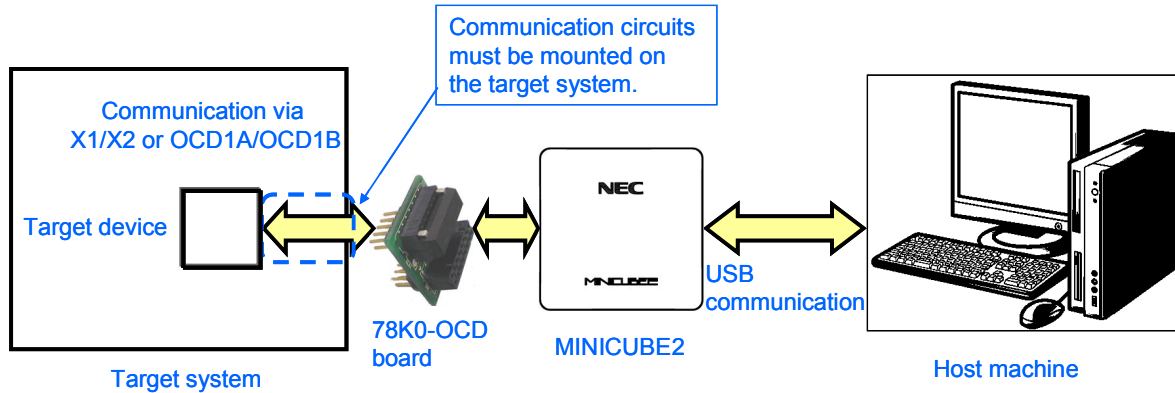 Communication circuits
must be mounted on
the target system.
Communication via
X1/X2 or OCD1A/OCD1B
Target device
NEC
MINICUBE2
USB
communication
78K0-OCD
board
MINICUBE2
Target system
Host machine